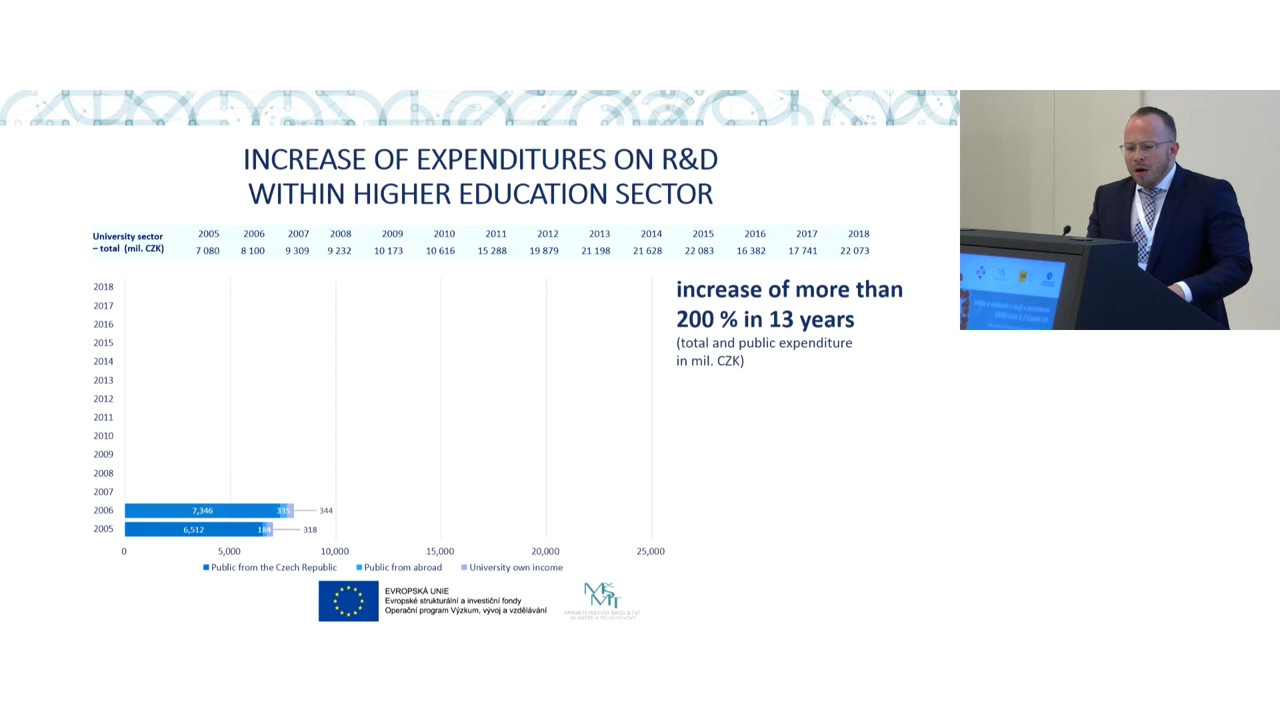 INCREASE OF EXPENDITURES ON R&D
WITHIN HIGHER EDUCATION SECTOR
University sector – total (mil. CZK)
2005 2006 2007 2008 2009 2010 2011 2012 2013 2014 2015 2016 2017 2018
7 080 8 100 9 309 9 232 10 173 10 616 15 288 19 879 21 198 21 628 22 083 16 382 17 741 22 073
increase of more than
200 % in 13 years
(total and public expenditure
in mil. CZK)
2018
2017
2016
2015
2014
2013
2012
2011
2010
2009
2008
2007
2006 7,346 335 344
2005 6,512 184 318
0 5,000 10,000 15,000 20,000 25,000
Public from the Czech Republic Public from abroad University own income
EVROPSKÁ UNIE
Evropské strukturální a investiční fondy
Operační program Výzkum, vývoj a vzdělávání
MŠMT
MINISTERSTVO ŠKOLSTVÍ
MLÁDEŽE A TĚLOVÝCHOVY